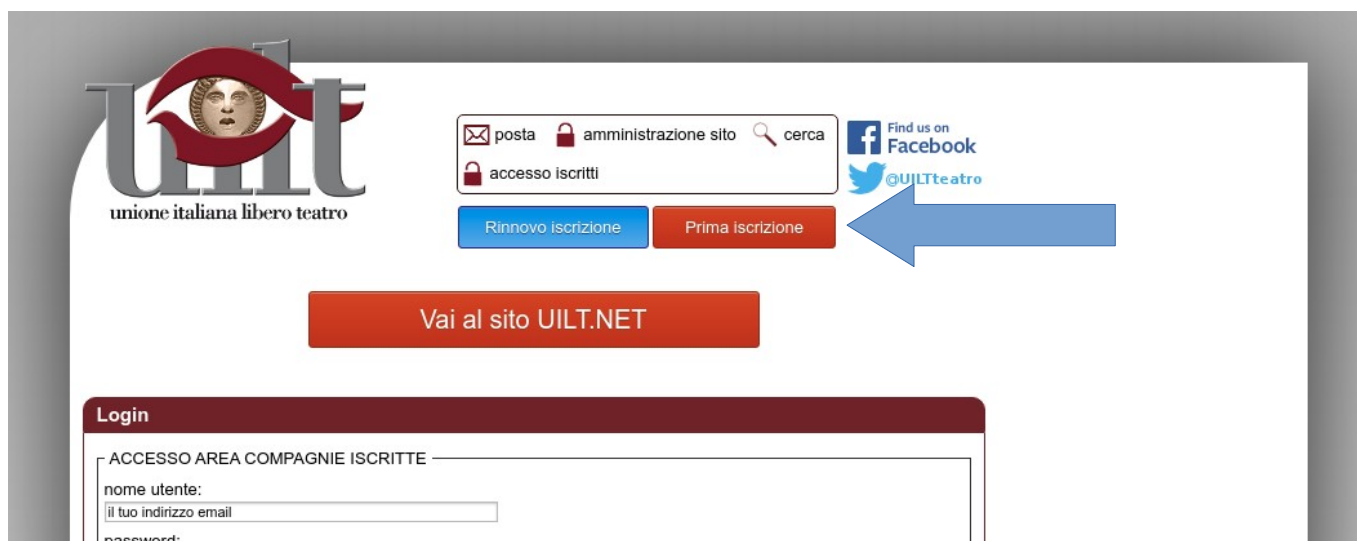 uilt
unione italiana libero teatro
posta amministrazione sito cerca
accesso iscritti
Find us on
Facebook
@UILTteatro
Rinnovo iscrizione Prima iscrizione
Vai al sito UILT.NET
Login
ACCESSO AREA COMPAGNIE ISCRITTE
nome utente:
il tuo indirizzo email
password: